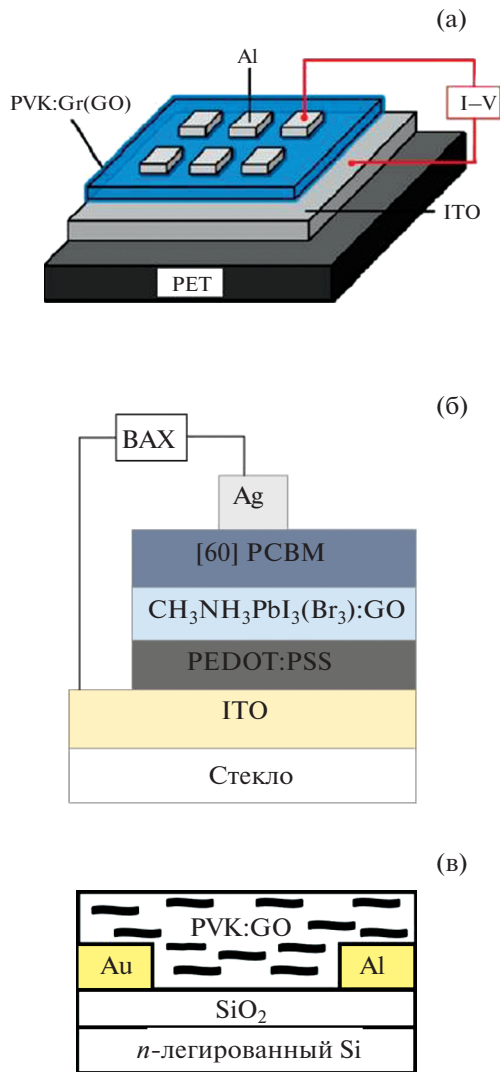 (а)
Al
PVK:Gr(GO)
I–V
ITO
PET
(б)
ВАХ
Ag
[60] PCBM
CH₃NH₃PbI₃(Br₃):GO
PEDOT:PSS
ITO
Стекло
(в)
PVK:GO
Au
Al
SiO₂
n-легированный Si